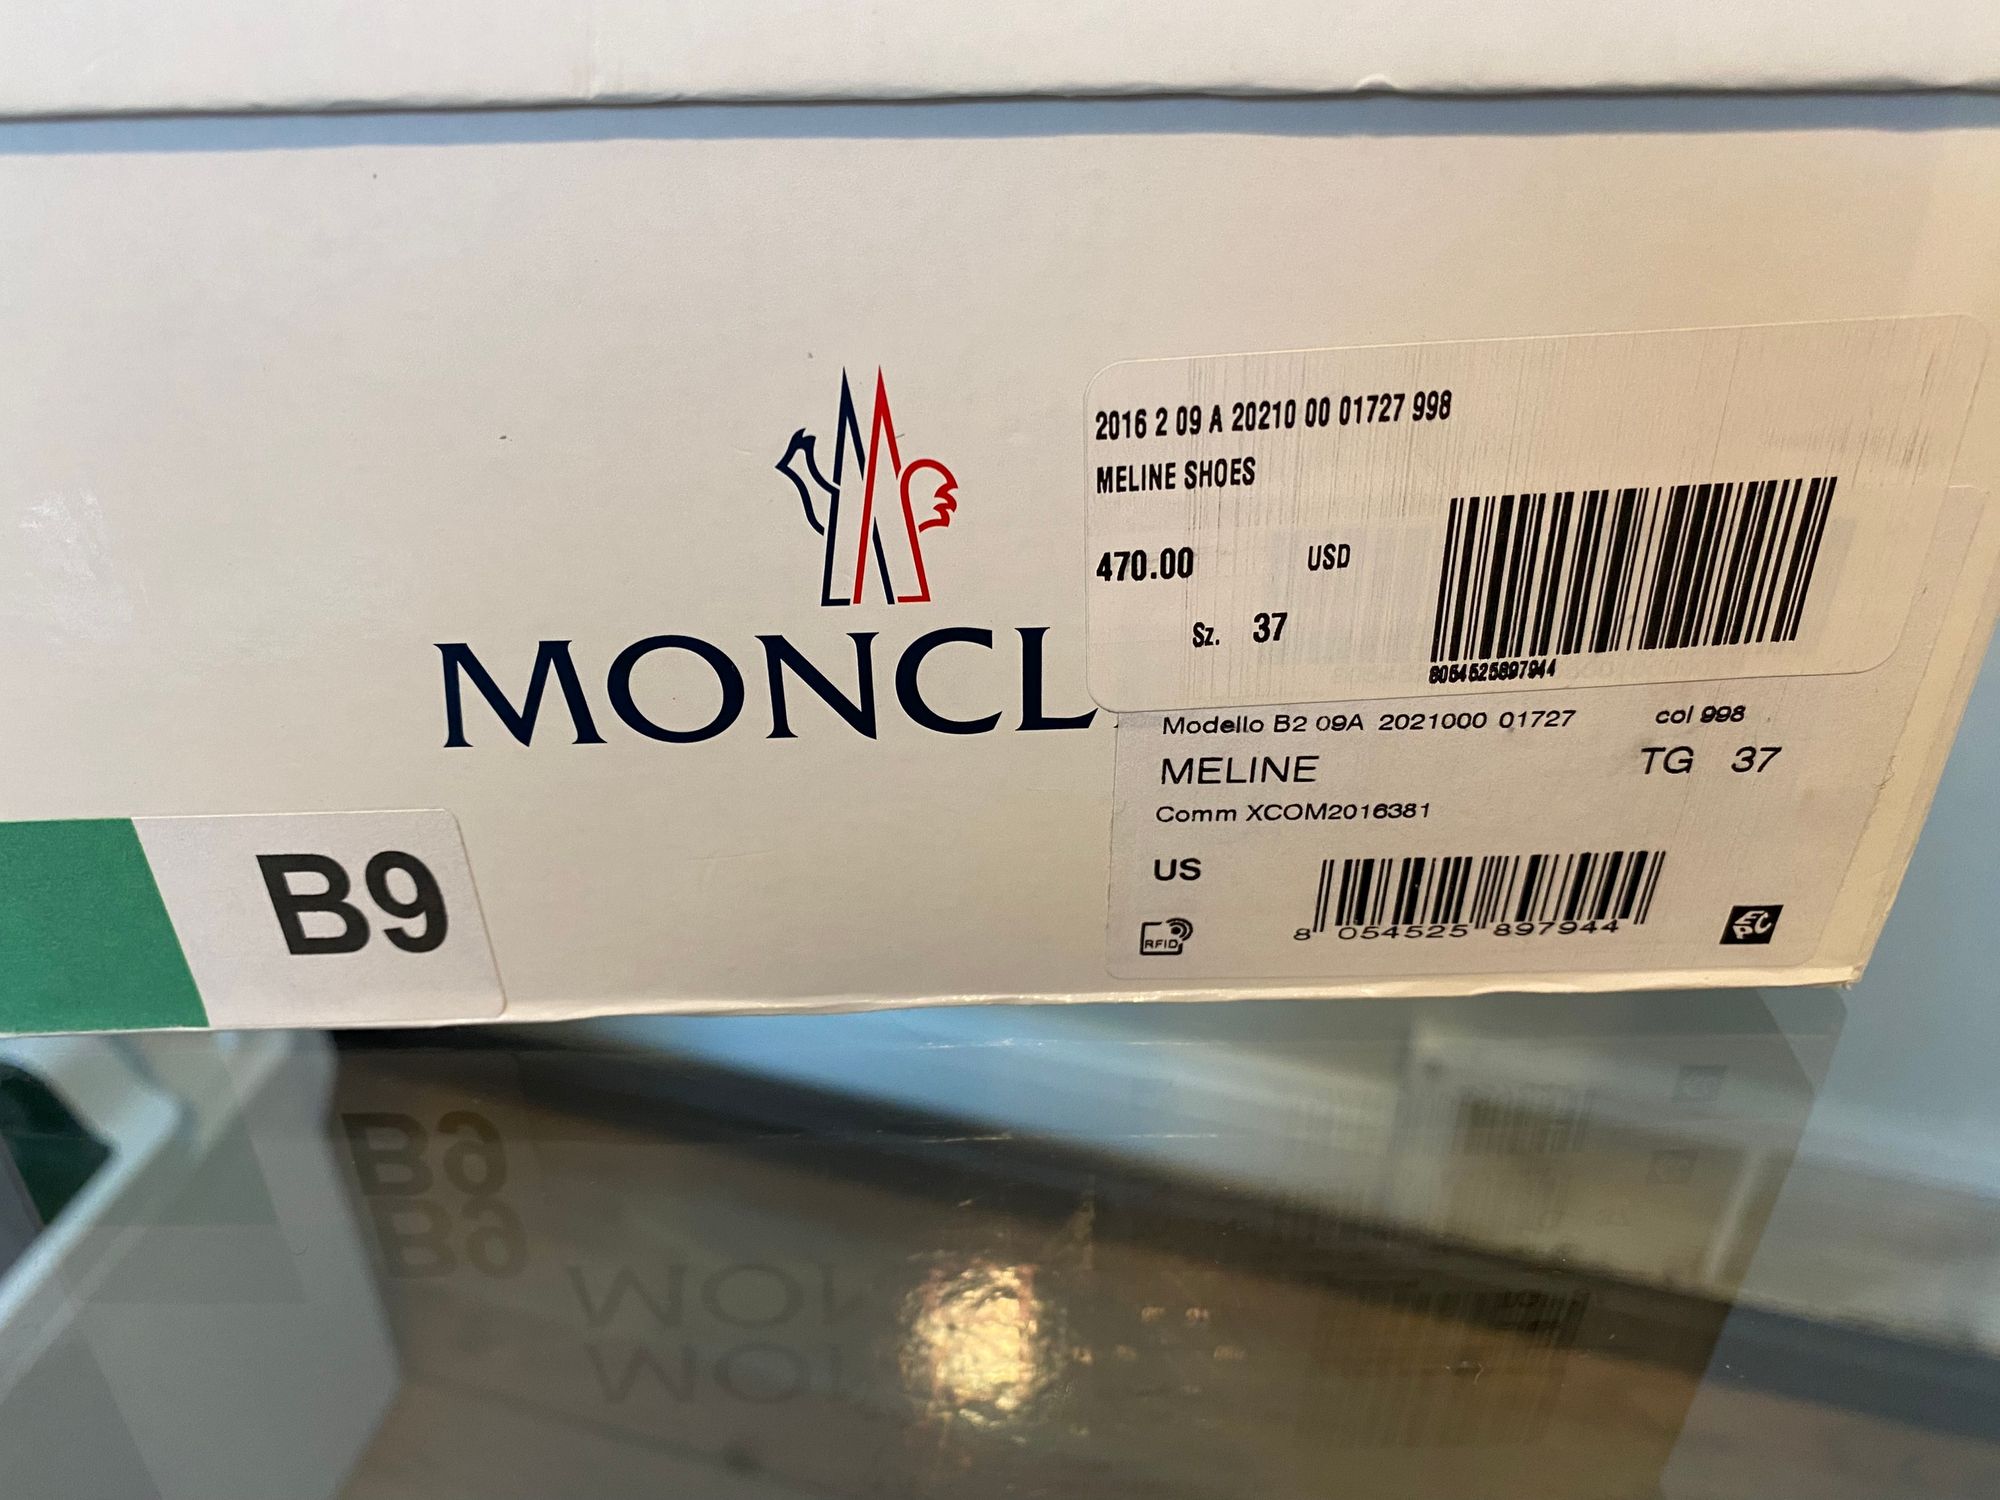 2016 2 09 A 20210 00 01727 998
MELINE SHOES
470.00 USD
Sz. 37
8054525897944
MONCL
Modello B2 09A 2021000 01727 col 998
MELINE TG 37
Comm XCOM2016381
US
RFID
8 054525 897944
EPC
B9